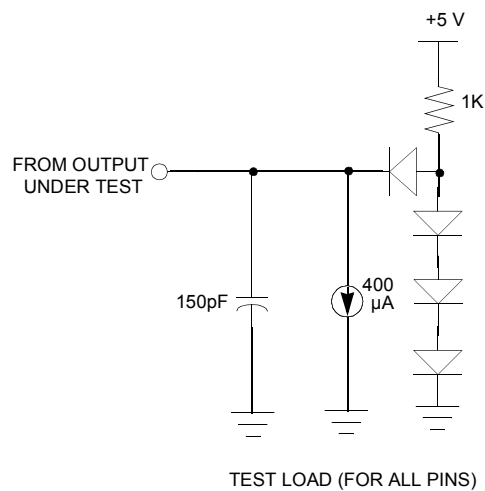 +5 V
1K
FROM OUTPUT
UNDER TEST
150pF
400
µA
TEST LOAD (FOR ALL PINS)